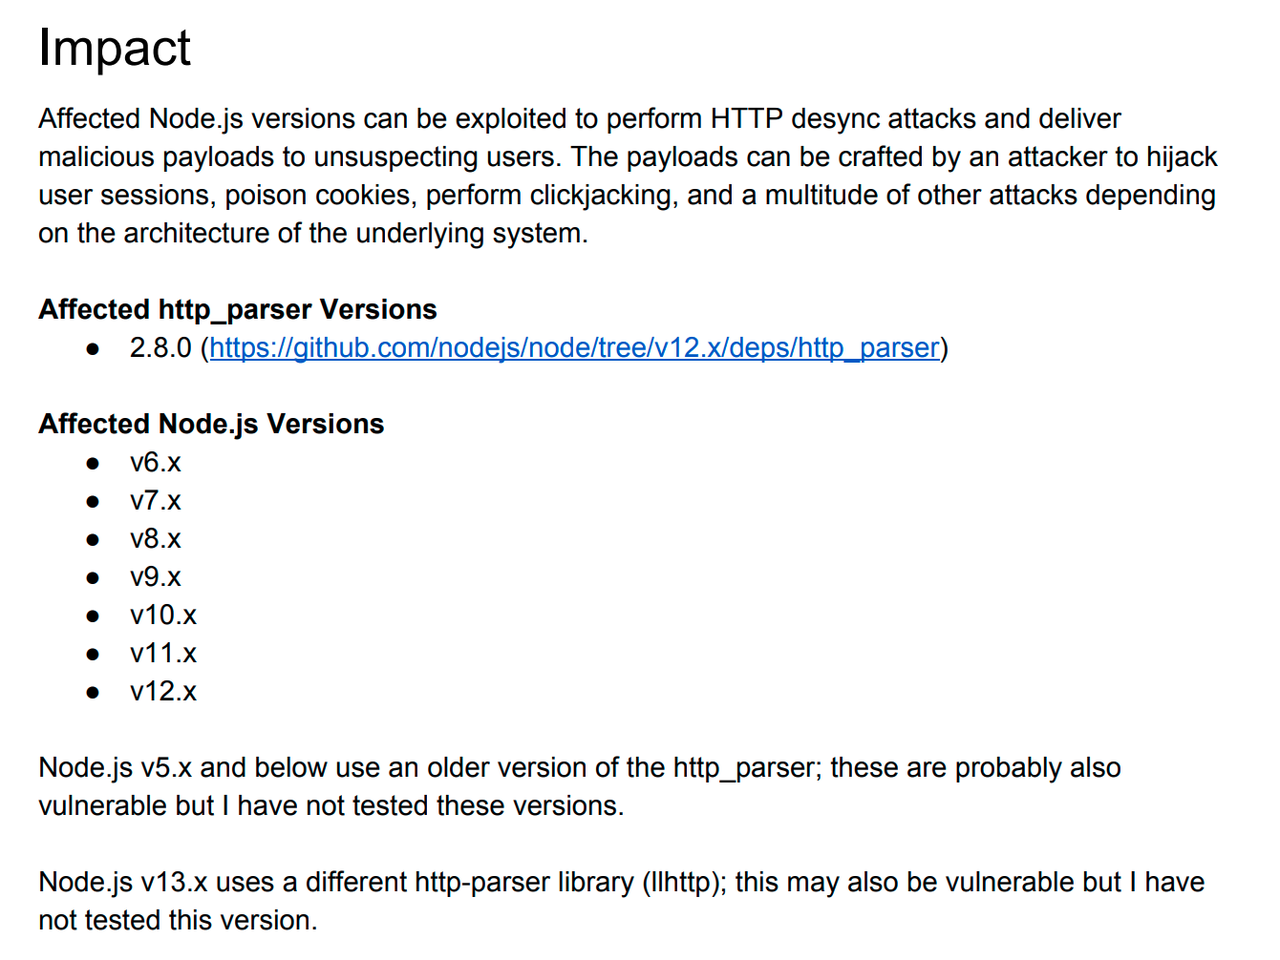 Impact
Affected Node.js versions can be exploited to perform HTTP desync attacks and deliver
malicious payloads to unsuspecting users. The payloads can be crafted by an attacker to hijack
user sessions, poison cookies, perform clickjacking, and a multitude of other attacks depending
on the architecture of the underlying system.
Affected http_parser Versions
● 2.8.0 (https://github.com/nodejs/node/tree/v12.x/deps/http_parser)
Affected Node.js Versions
● v6.x
● v7.x
● v8.x
● v9.x
● v10.x
● v11.x
● v12.x
Node.js v5.x and below use an older version of the http_parser; these are probably also
vulnerable but I have not tested these versions.
Node.js v13.x uses a different http-parser library (llhttp); this may also be vulnerable but I have
not tested this version.